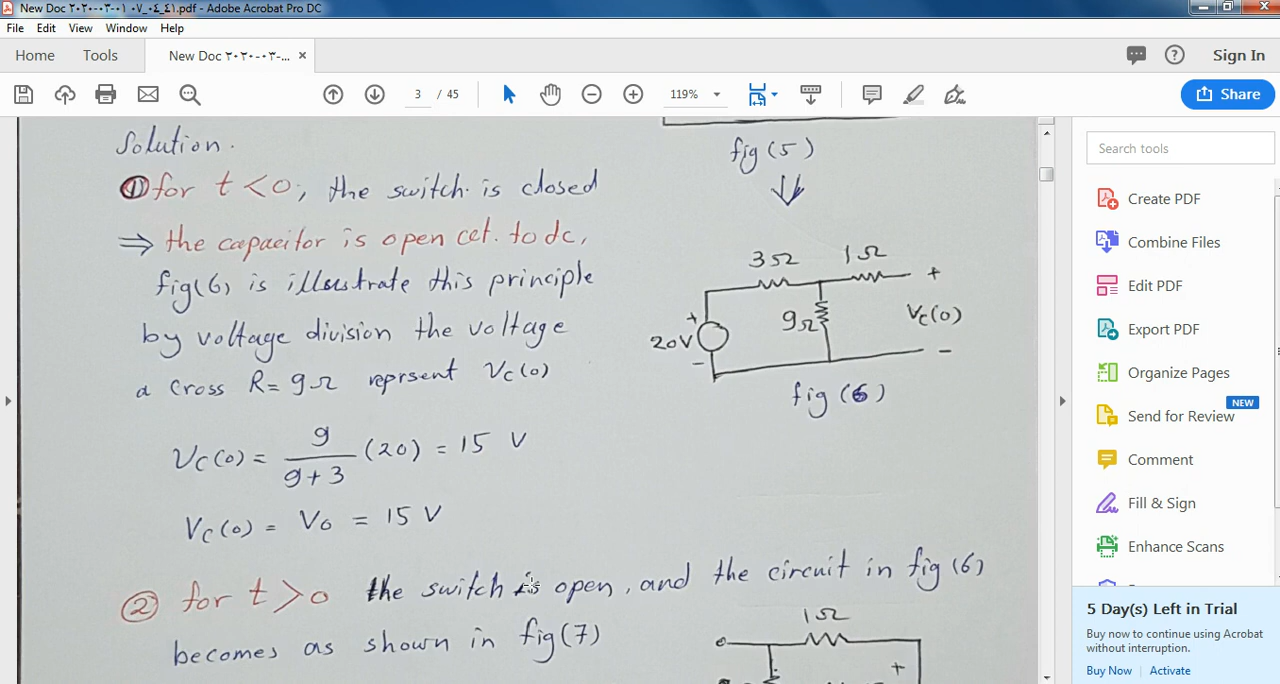 New Doc ٢٠٢٠-٠٣-٠١ ٠٧_٠٤_٤١.pdf - Adobe Acrobat Pro DC
File Edit View Window Help
Home Tools New Doc ٢٠٢٠-٠٣-... × Sign In
3 / 45 119% Share
Solution.
① for t < 0, the switch is closed
⇒ the capacitor is open cct. to dc,
fig(6) is illustrate this principle
by voltage division the voltage
a cross R = 9Ω reprsent Vc(0)
Vc(0) = 9/(9+3) (20) = 15 V
Vc(0) = V0 = 15 V
② for t > 0 the switch is open, and the circuit in fig (6)
becomes as shown in fig(7)
fig (5)
3Ω 1Ω
+
20V
+
-
9Ω
Vc(0)
-
fig (6)
1Ω
+
Search tools
Create PDF
Combine Files
Edit PDF
Export PDF
Organize Pages
NEW
Send for Review
Comment
Fill & Sign
Enhance Scans
5 Day(s) Left in Trial
Buy now to continue using Acrobat
without interruption.
Buy Now Activate